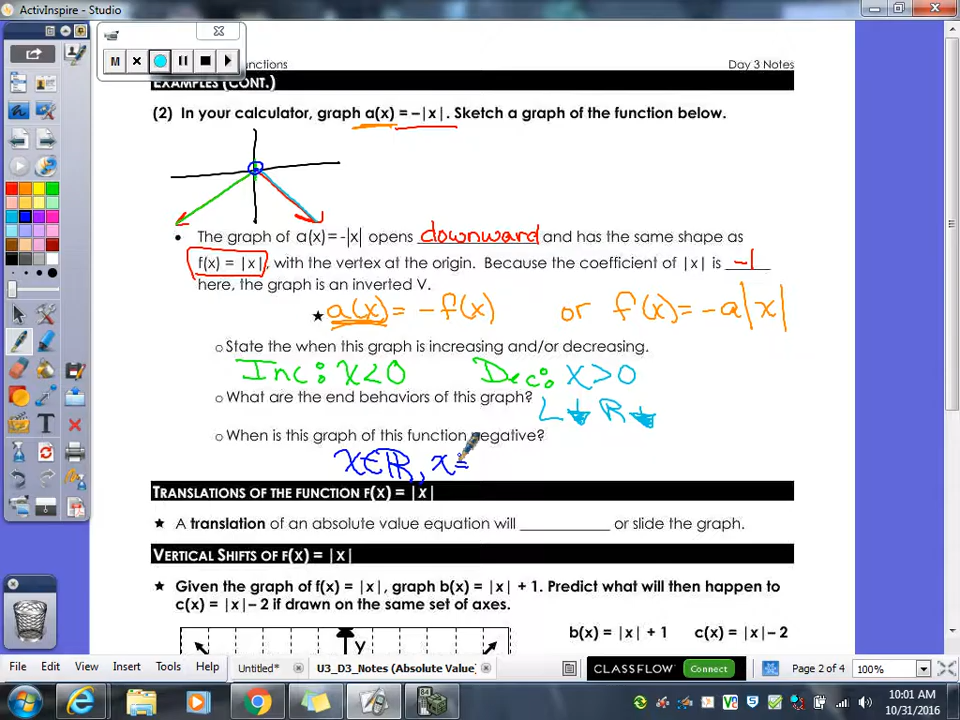 ActivInspire - Studio
M
unctions
Day 3 Notes
EXAMPLES (CONT.)
(2) In your calculator, graph a(x) = –|x|. Sketch a graph of the function below.
• The graph of a(x) = -|x| opens downward and has the same shape as
f(x) = |x|, with the vertex at the origin. Because the coefficient of |x| is -1
here, the graph is an inverted V.
★ a(x) = -f(x) or f(x) = -a|x|
o State the when this graph is increasing and/or decreasing.
Inc: x<0 Dec: x>0
o What are the end behaviors of this graph?
L ↓ R ↓
o When is this graph of this function negative?
x∈ℝ, x=
TRANSLATIONS OF THE FUNCTION F(X) = |X|
★ A translation of an absolute value equation will __________ or slide the graph.
VERTICAL SHIFTS OF F(X) = |X|
★ Given the graph of f(x) = |x|, graph b(x) = |x| + 1. Predict what will then happen to
c(x) = |x| – 2 if drawn on the same set of axes.
b(x) = |x| + 1 c(x) = |x| – 2
y
File View Insert Tools Help Untitled* U3_D3_Notes (Absolute Value) CLASSFLOW Connect Page 2 of 4 100%
10:01 AM
10/31/2016